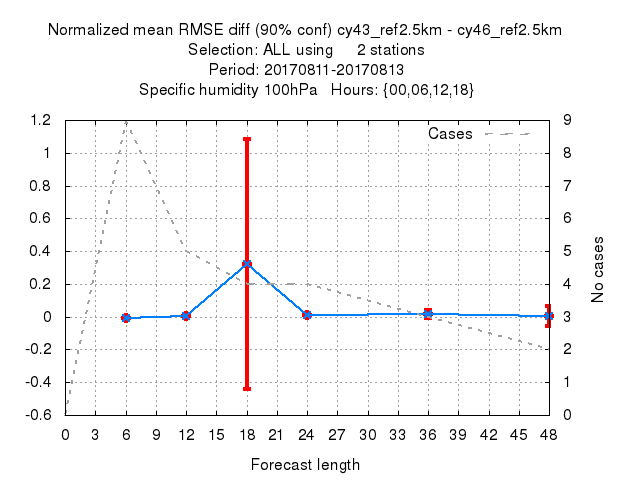 Normalized mean RMSE diff (90% conf) cy43_ref2.5km - cy46_ref2.5km
Selection: ALL using 2 stations
Period: 20170811-20170813
Specific humidity 100hPa Hours: {00,06,12,18}
Cases
1.2
1
0.8
0.6
0.4
0.2
0
-0.2
-0.4
-0.6
9
8
7
6
5
4
3
2
1
0
No cases
0 3 6 9 12 15 18 21 24 27 30 33 36 39 42 45 48
Forecast length